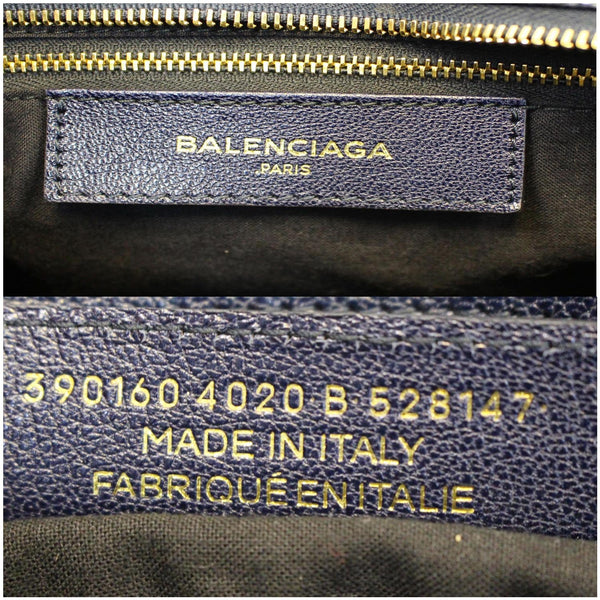 BALENCIAGA
.PARIS
390160·4020·B·528147·
MADE IN ITALY
FABRIQUÉ EN ITALIE